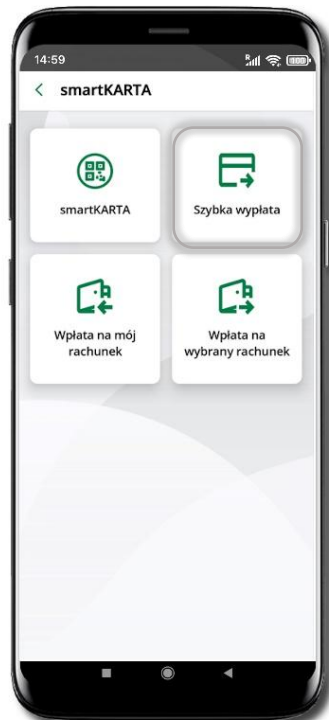 14:59
smartKARTA
smartKARTA
Szybka wypłata
Wpłata na mój
rachunek
Wpłata na
wybrany rachunek